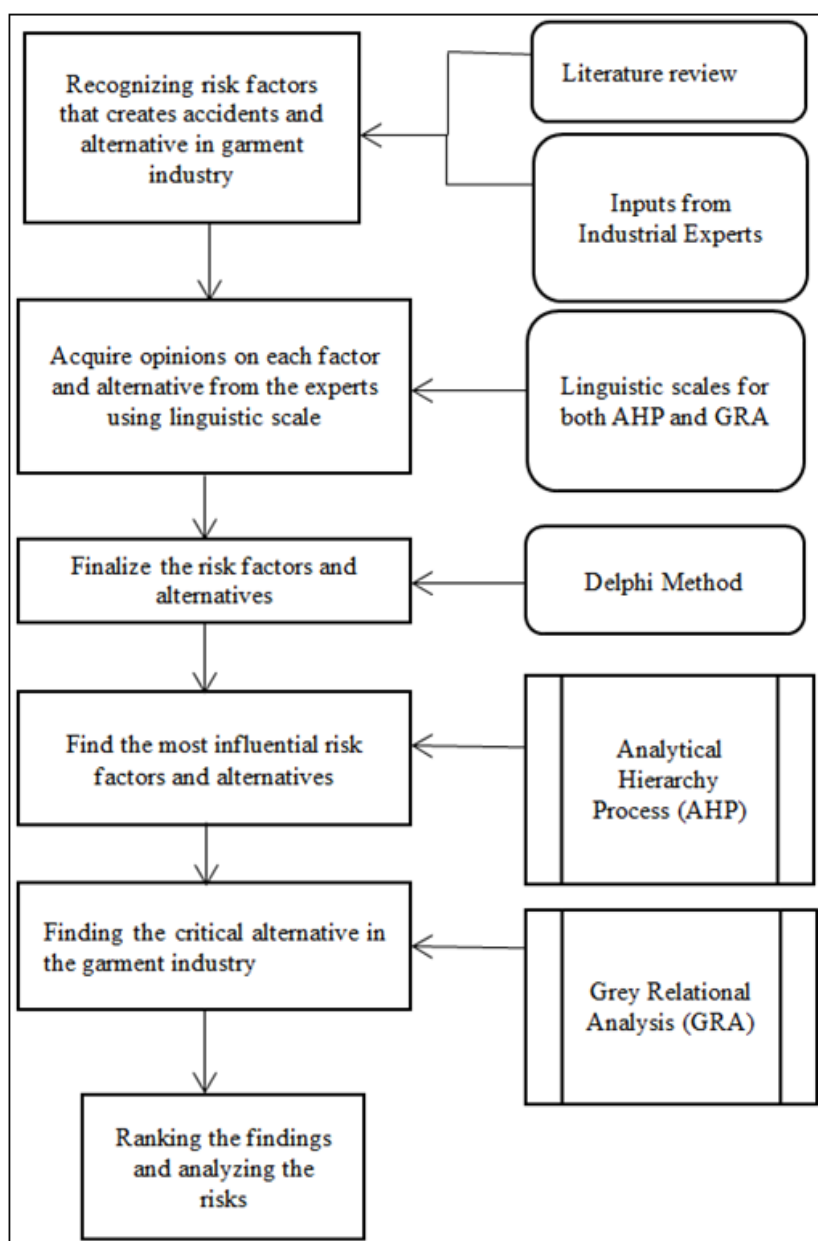 Recognizing risk factors
that creates accidents and
alternative in garment
industry
Literature review
Inputs from
Industrial Experts
Acquire opinions on each factor
and alternative from the experts
using linguistic scale
Linguistic scales for
both AHP and GRA
Finalize the risk factors and
alternatives
Delphi Method
Find the most influential risk
factors and alternatives
Analytical
Hierarchy
Process (AHP)
Finding the critical alternative in
the garment industry
Grey Relational
Analysis (GRA)
Ranking the findings
and analyzing the
risks